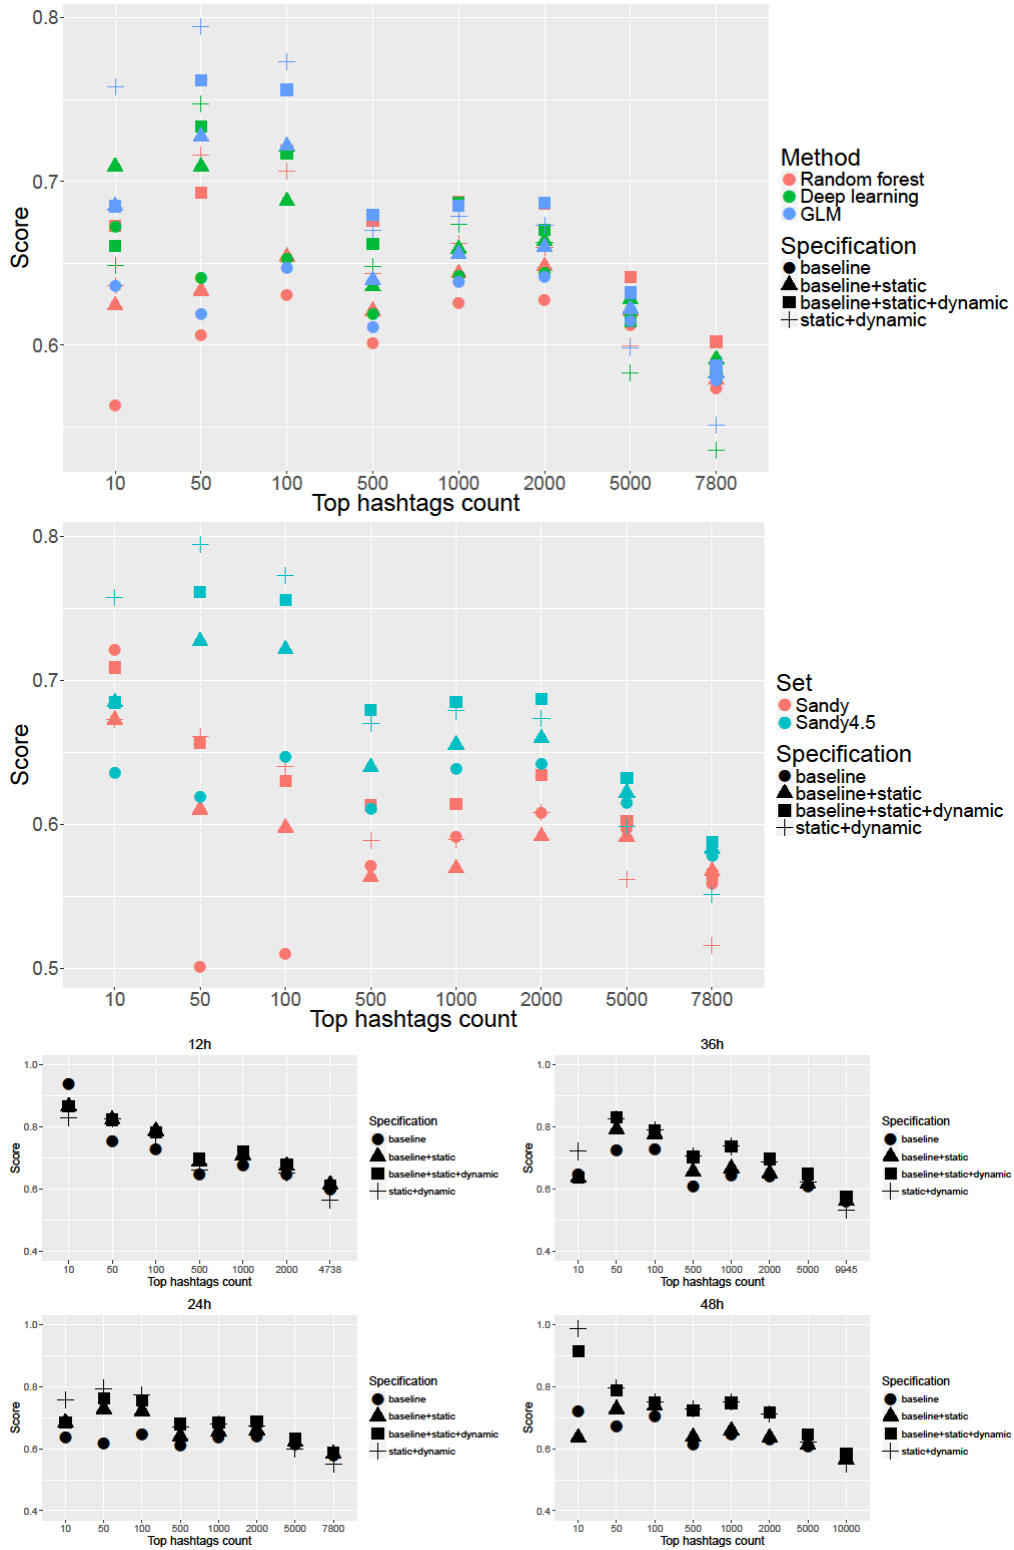 0.8
0.7
0.6
Score
10 50 100 500 1000 2000 5000 7800
Top hashtags count
Method
Random forest
Deep learning
GLM
Specification
baseline
baseline+static
baseline+static+dynamic
static+dynamic
0.8
0.7
0.6
0.5
Score
10 50 100 500 1000 2000 5000 7800
Top hashtags count
Set
Sandy
Sandy4.5
Specification
baseline
baseline+static
baseline+static+dynamic
static+dynamic
12h
1.0
0.8
0.6
0.4
Score
10 50 100 500 1000 2000 4738
Top hashtags count
Specification
baseline
baseline+static
baseline+static+dynamic
static+dynamic
36h
1.0
0.8
0.6
0.4
Score
10 50 100 500 1000 2000 5000 9945
Top hashtags count
Specification
baseline
baseline+static
baseline+static+dynamic
static+dynamic
24h
1.0
0.8
0.6
0.4
Score
10 50 100 500 1000 2000 5000 7800
Top hashtags count
Specification
baseline
baseline+static
baseline+static+dynamic
static+dynamic
48h
1.0
0.8
0.6
0.4
Score
10 50 100 500 1000 2000 5000 10000
Top hashtags count
Specification
baseline
baseline+static
baseline+static+dynamic
static+dynamic